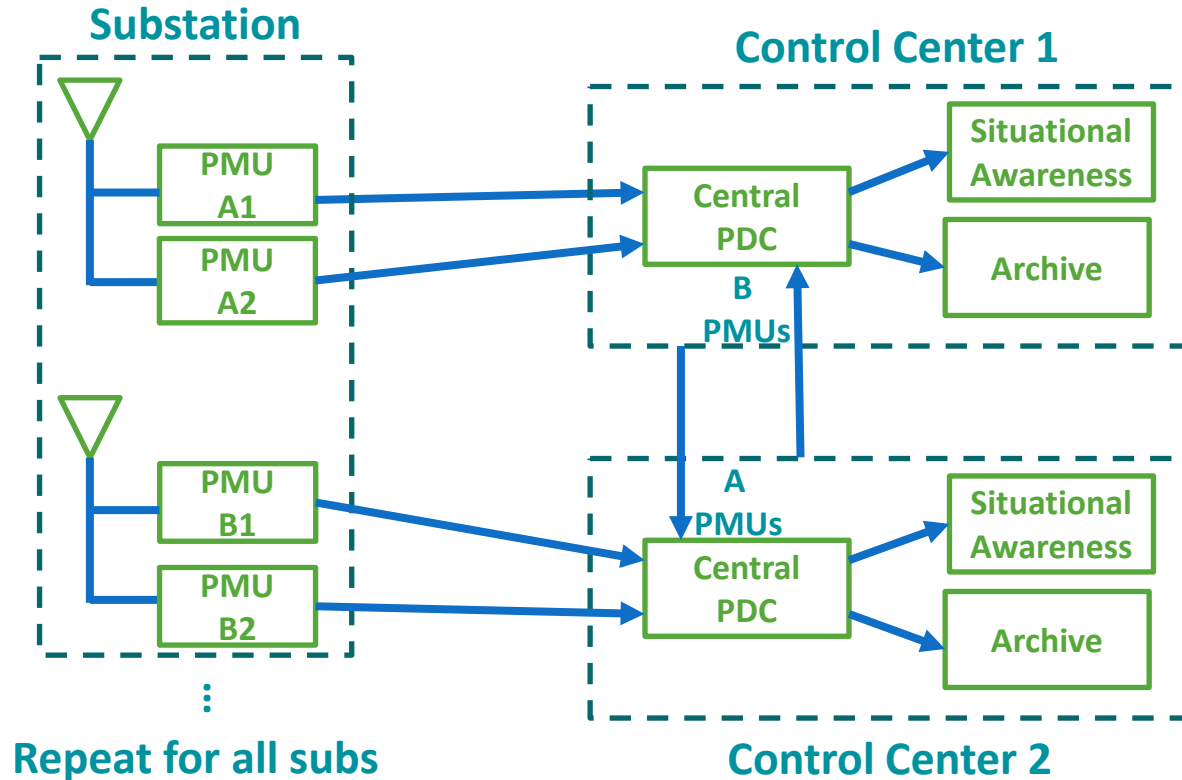 Substation
PMU
A1
PMU
A2
PMU
B1
PMU
B2
⋮
Repeat for all subs
Control Center 1
Central
PDC
Situational
Awareness
Archive
B
PMUs
A
PMUs
Central
PDC
Situational
Awareness
Archive
Control Center 2